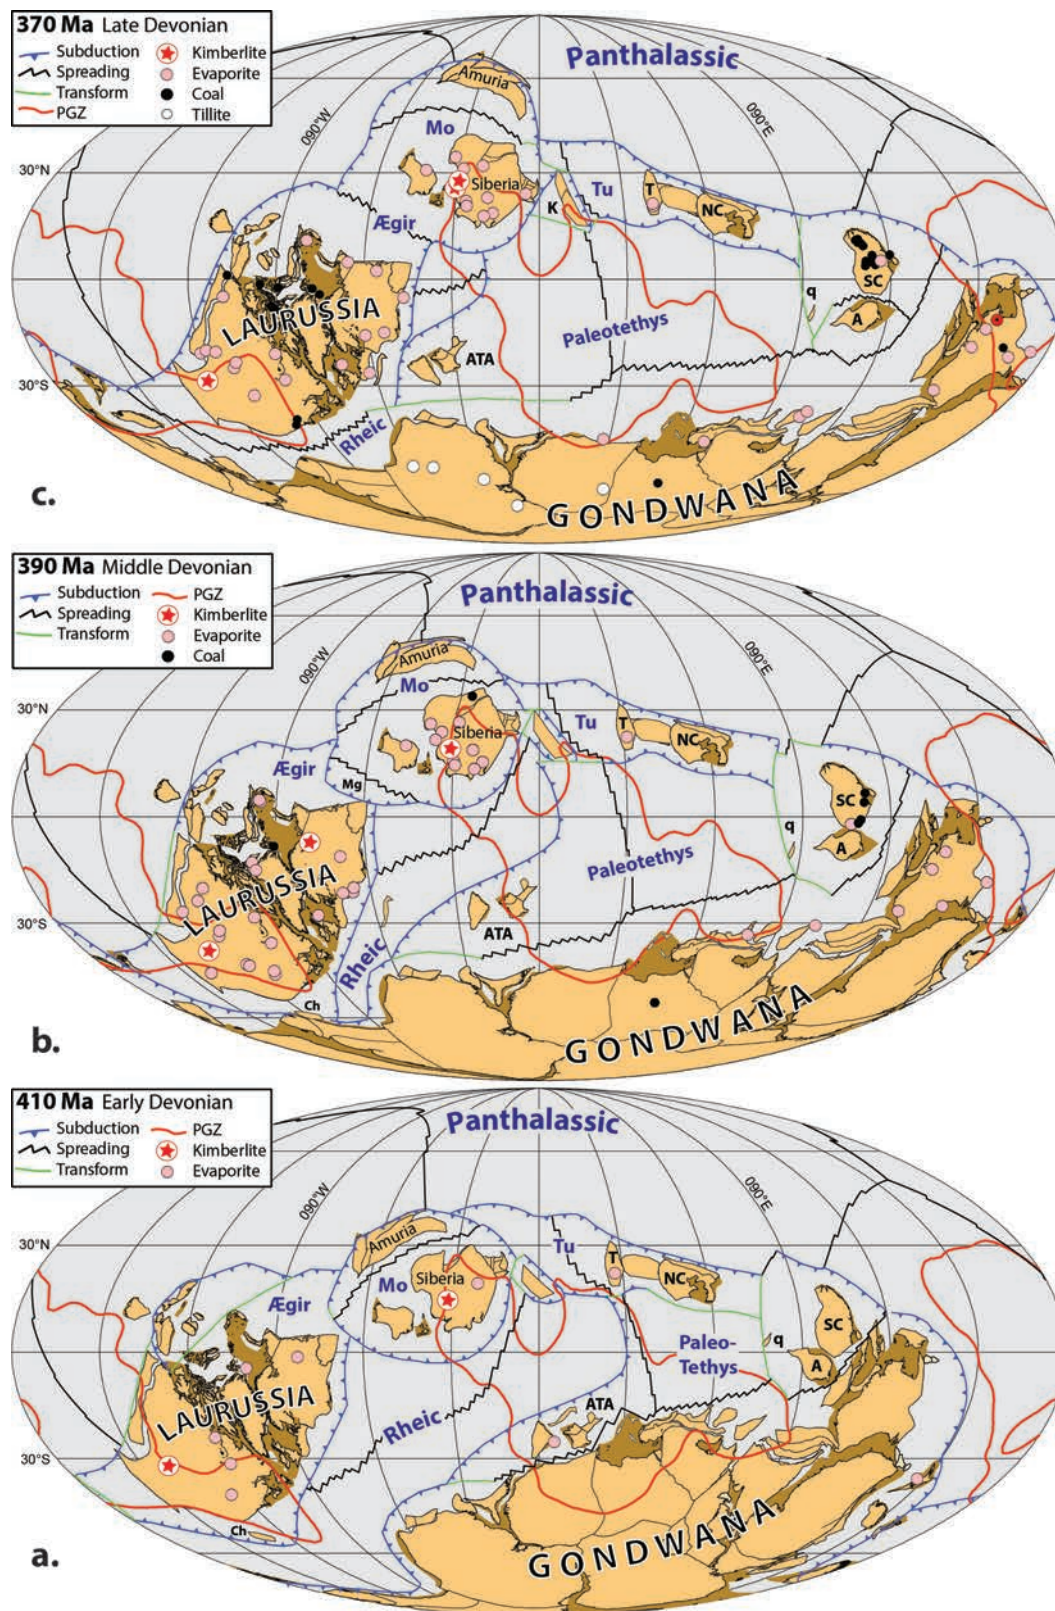 370 Ma Late Devonian
Subduction
Kimberlite
Spreading
Evaporite
Transform
Coal
PGZ
Tillite
Panthalassic
Amuria
090°W
090°E
Mo
30°N
Siberia
Tu
T
K
NC
Ægir
SC
q
LAURUSSIA
A
Paleotethys
ATA
30°S
Rheic
c.
GONDWANA
390 Ma Middle Devonian
Subduction
PGZ
Spreading
Kimberlite
Transform
Evaporite
Coal
Panthalassic
090°W
090°E
Amuria
Mo
30°N
Siberia
Tu
T
NC
Ægir
Mg
SC
q
A
LAURUSSIA
Paleotethys
30°S
ATA
Rheic
Ch
b.
GONDWANA
410 Ma Early Devonian
Subduction
PGZ
Spreading
Kimberlite
Transform
Evaporite
Panthalassic
090°W
090°E
30°N
Amuria
Tu
T
Siberia
Mo
NC
Ægir
SC
q
Paleo-
Tethys
A
LAURUSSIA
ATA
Rheic
30°S
Ch
a.
GONDWANA